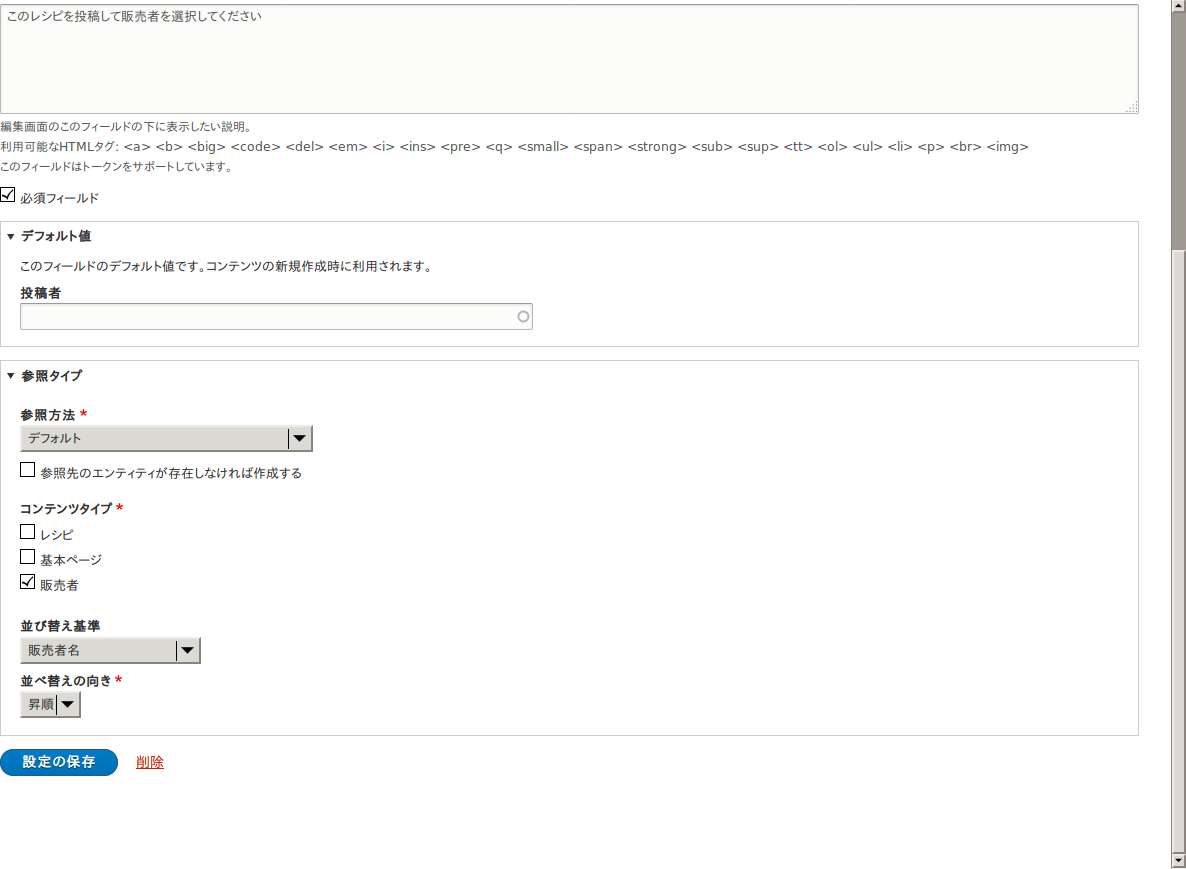 このレシピを投稿して販売者を選択してください
編集画面のこのフィールドの下に表示したい説明。
利用可能なHTMLタグ: <a> <b> <big> <code> <del> <em> <i> <ins> <pre> <q> <small> <span> <strong> <sub> <sup> <tt> <ol> <ul> <li> <p> <br> <img>
このフィールドはトークンをサポートしています。
必須フィールド
デフォルト値
このフィールドのデフォルト値です。コンテンツの新規作成時に利用されます。
投稿者
参照タイプ
参照方法 *
デフォルト
参照先のエンティティが存在しなければ作成する
コンテンツタイプ *
レシピ
基本ページ
販売者
並び替え基準
販売者名
並べ替えの向き *
昇順
設定の保存 削除